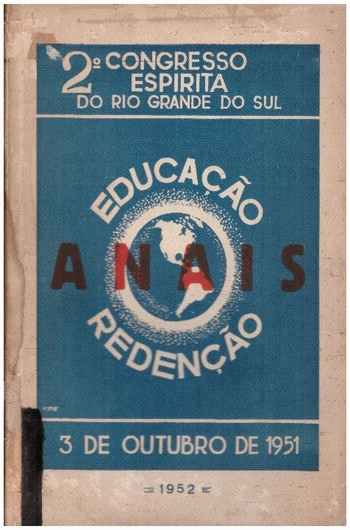 2º CONGRESSO
ESPIRITA
DO RIO GRANDE DO SUL
EDUCAÇÃO
ANAIS
REDENÇÃO
3 DE OUTUBRO DE 1951
1952